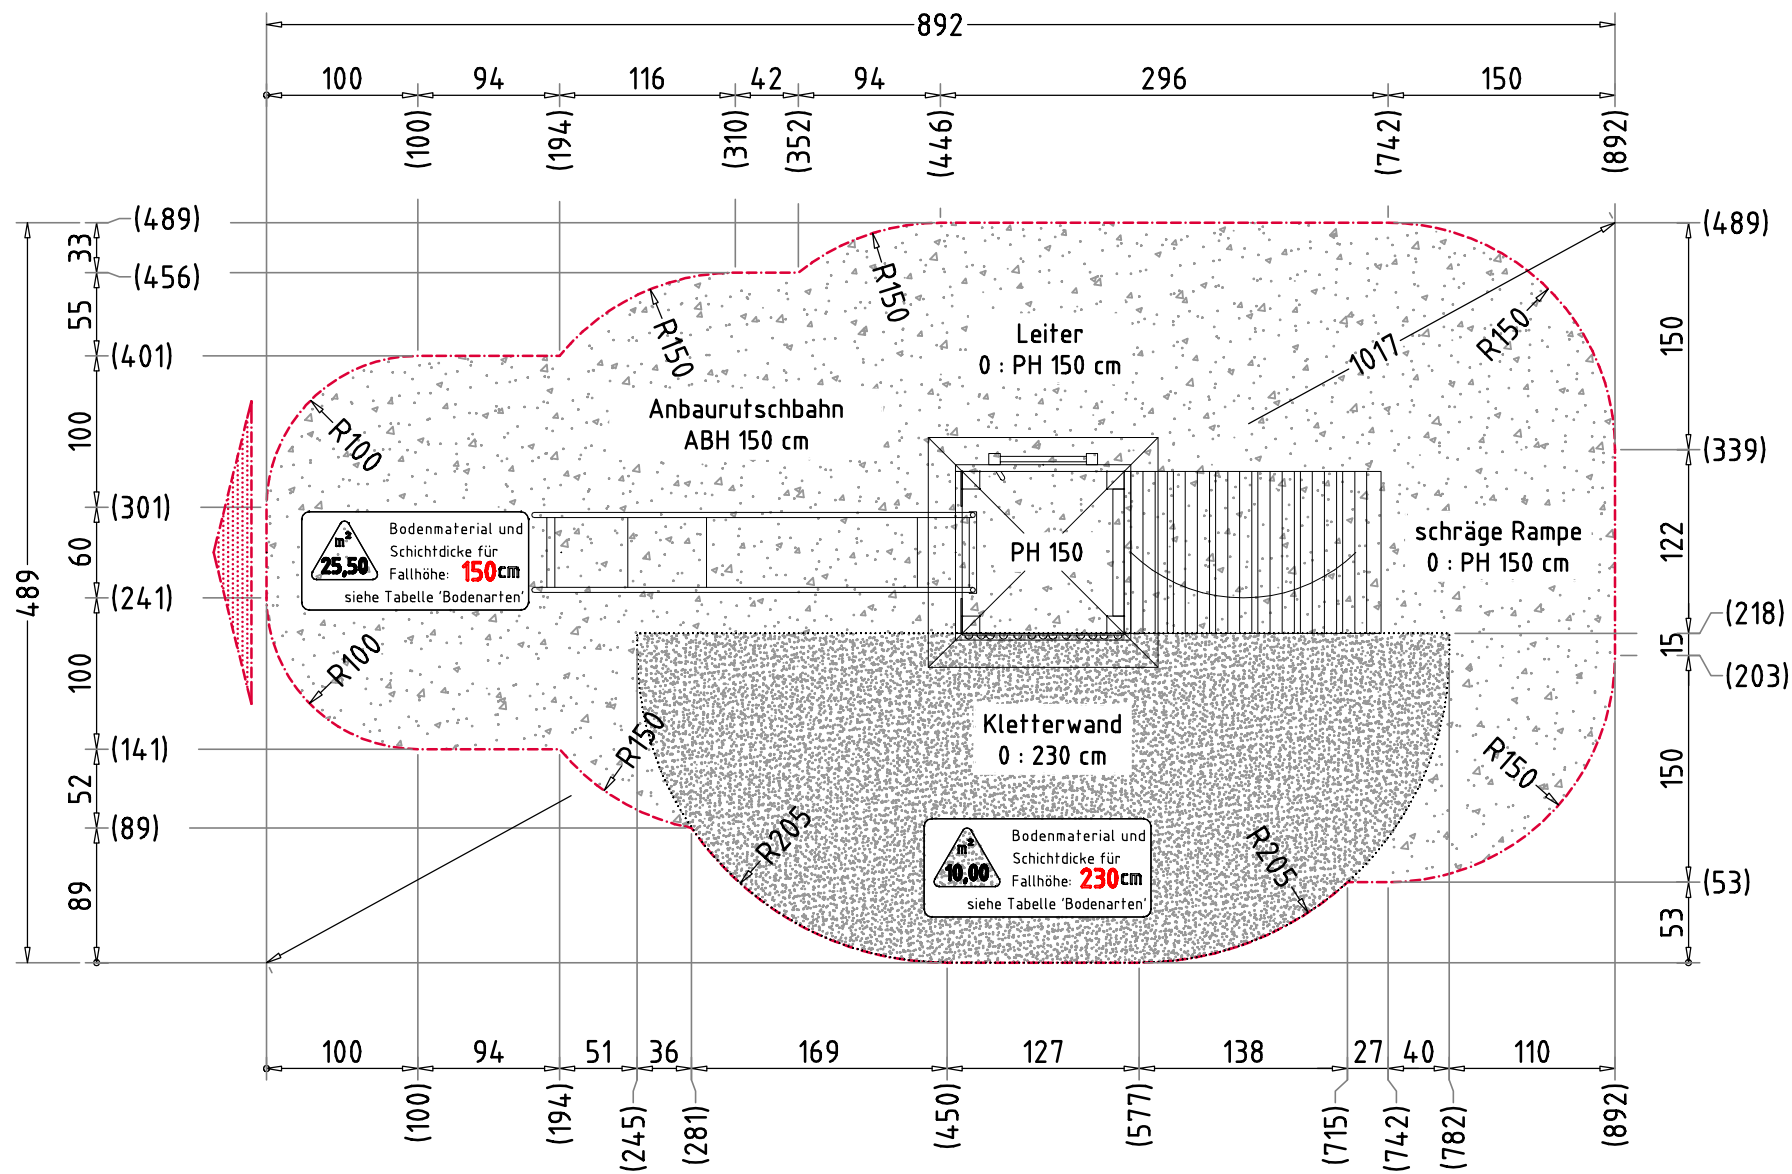 892
100 94 116 42 94 296 150
(100) (194) (310) (352) (446) (742) (892)
489
33 55 100 60 100 52 89
(489)
(456)
(401)
(301)
(241)
(141)
(89)
R150
R150
R100
R100
R150
R205
R205
R150
R150
1017
Leiter
0 : PH 150 cm
Anbaurutschbahn
ABH 150 cm
PH 150
schräge Rampe
0 : PH 150 cm
m²
25,50
Bodenmaterial und
Schichtdicke für
Fallhöhe: 150cm
siehe Tabelle 'Bodenarten'
Kletterwand
0 : 230 cm
m²
10,00
Bodenmaterial und
Schichtdicke für
Fallhöhe: 230cm
siehe Tabelle 'Bodenarten'
(489)
(339)
(218)
(203)
(53)
150 122 15 150 53
100 94 51 36 169 127 138 27 40 110
(100) (194) (245) (281) (450) (577) (715) (742) (782) (892)